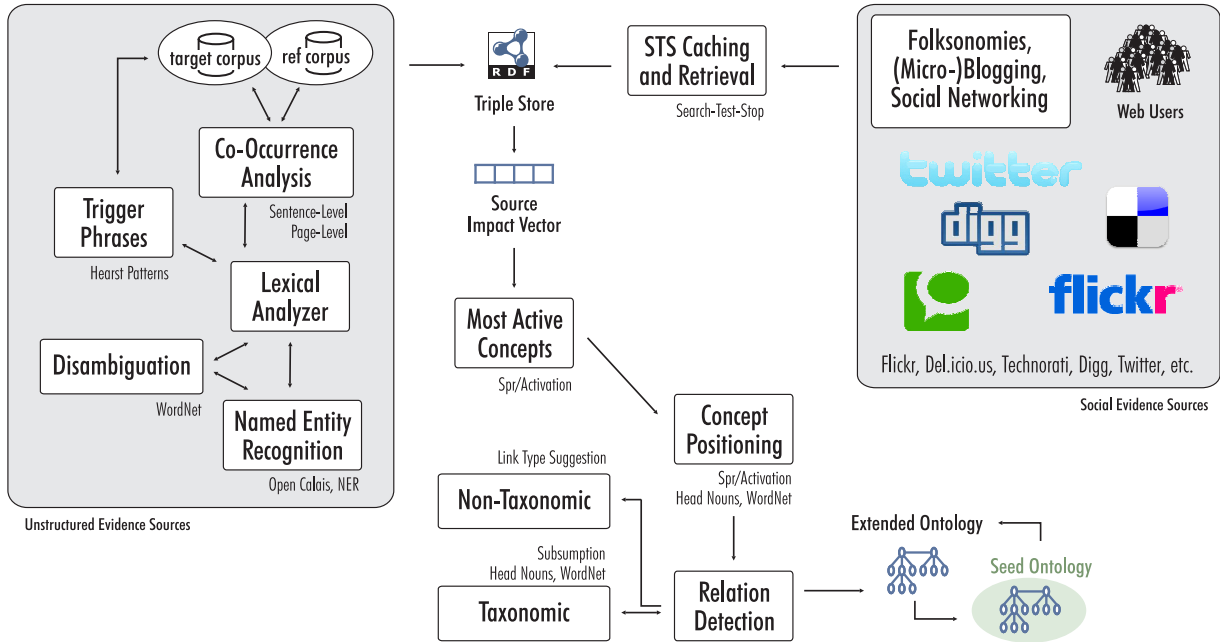 target corpus
ref corpus
Co-Occurrence
Analysis
Sentence-Level
Page-Level
Trigger
Phrases
Hearst Patterns
Lexical
Analyzer
Disambiguation
WordNet
Named Entity
Recognition
Open Calais, NER
Unstructured Evidence Sources
RDF
Triple Store
Source
Impact Vector
Most Active
Concepts
Spr/Activation
STS Caching
and Retrieval
Search-Test-Stop
Folksonomies,
(Micro-)Blogging,
Social Networking
Web Users
twitter
digg
flickr
Flickr, Del.icio.us, Technorati, Digg, Twitter, etc.
Social Evidence Sources
Concept
Positioning
Spr/Activation
Head Nouns, WordNet
Link Type Suggestion
Non-Taxonomic
Subsumption
Head Nouns, WordNet
Taxonomic
Relation
Detection
Extended Ontology
Seed Ontology